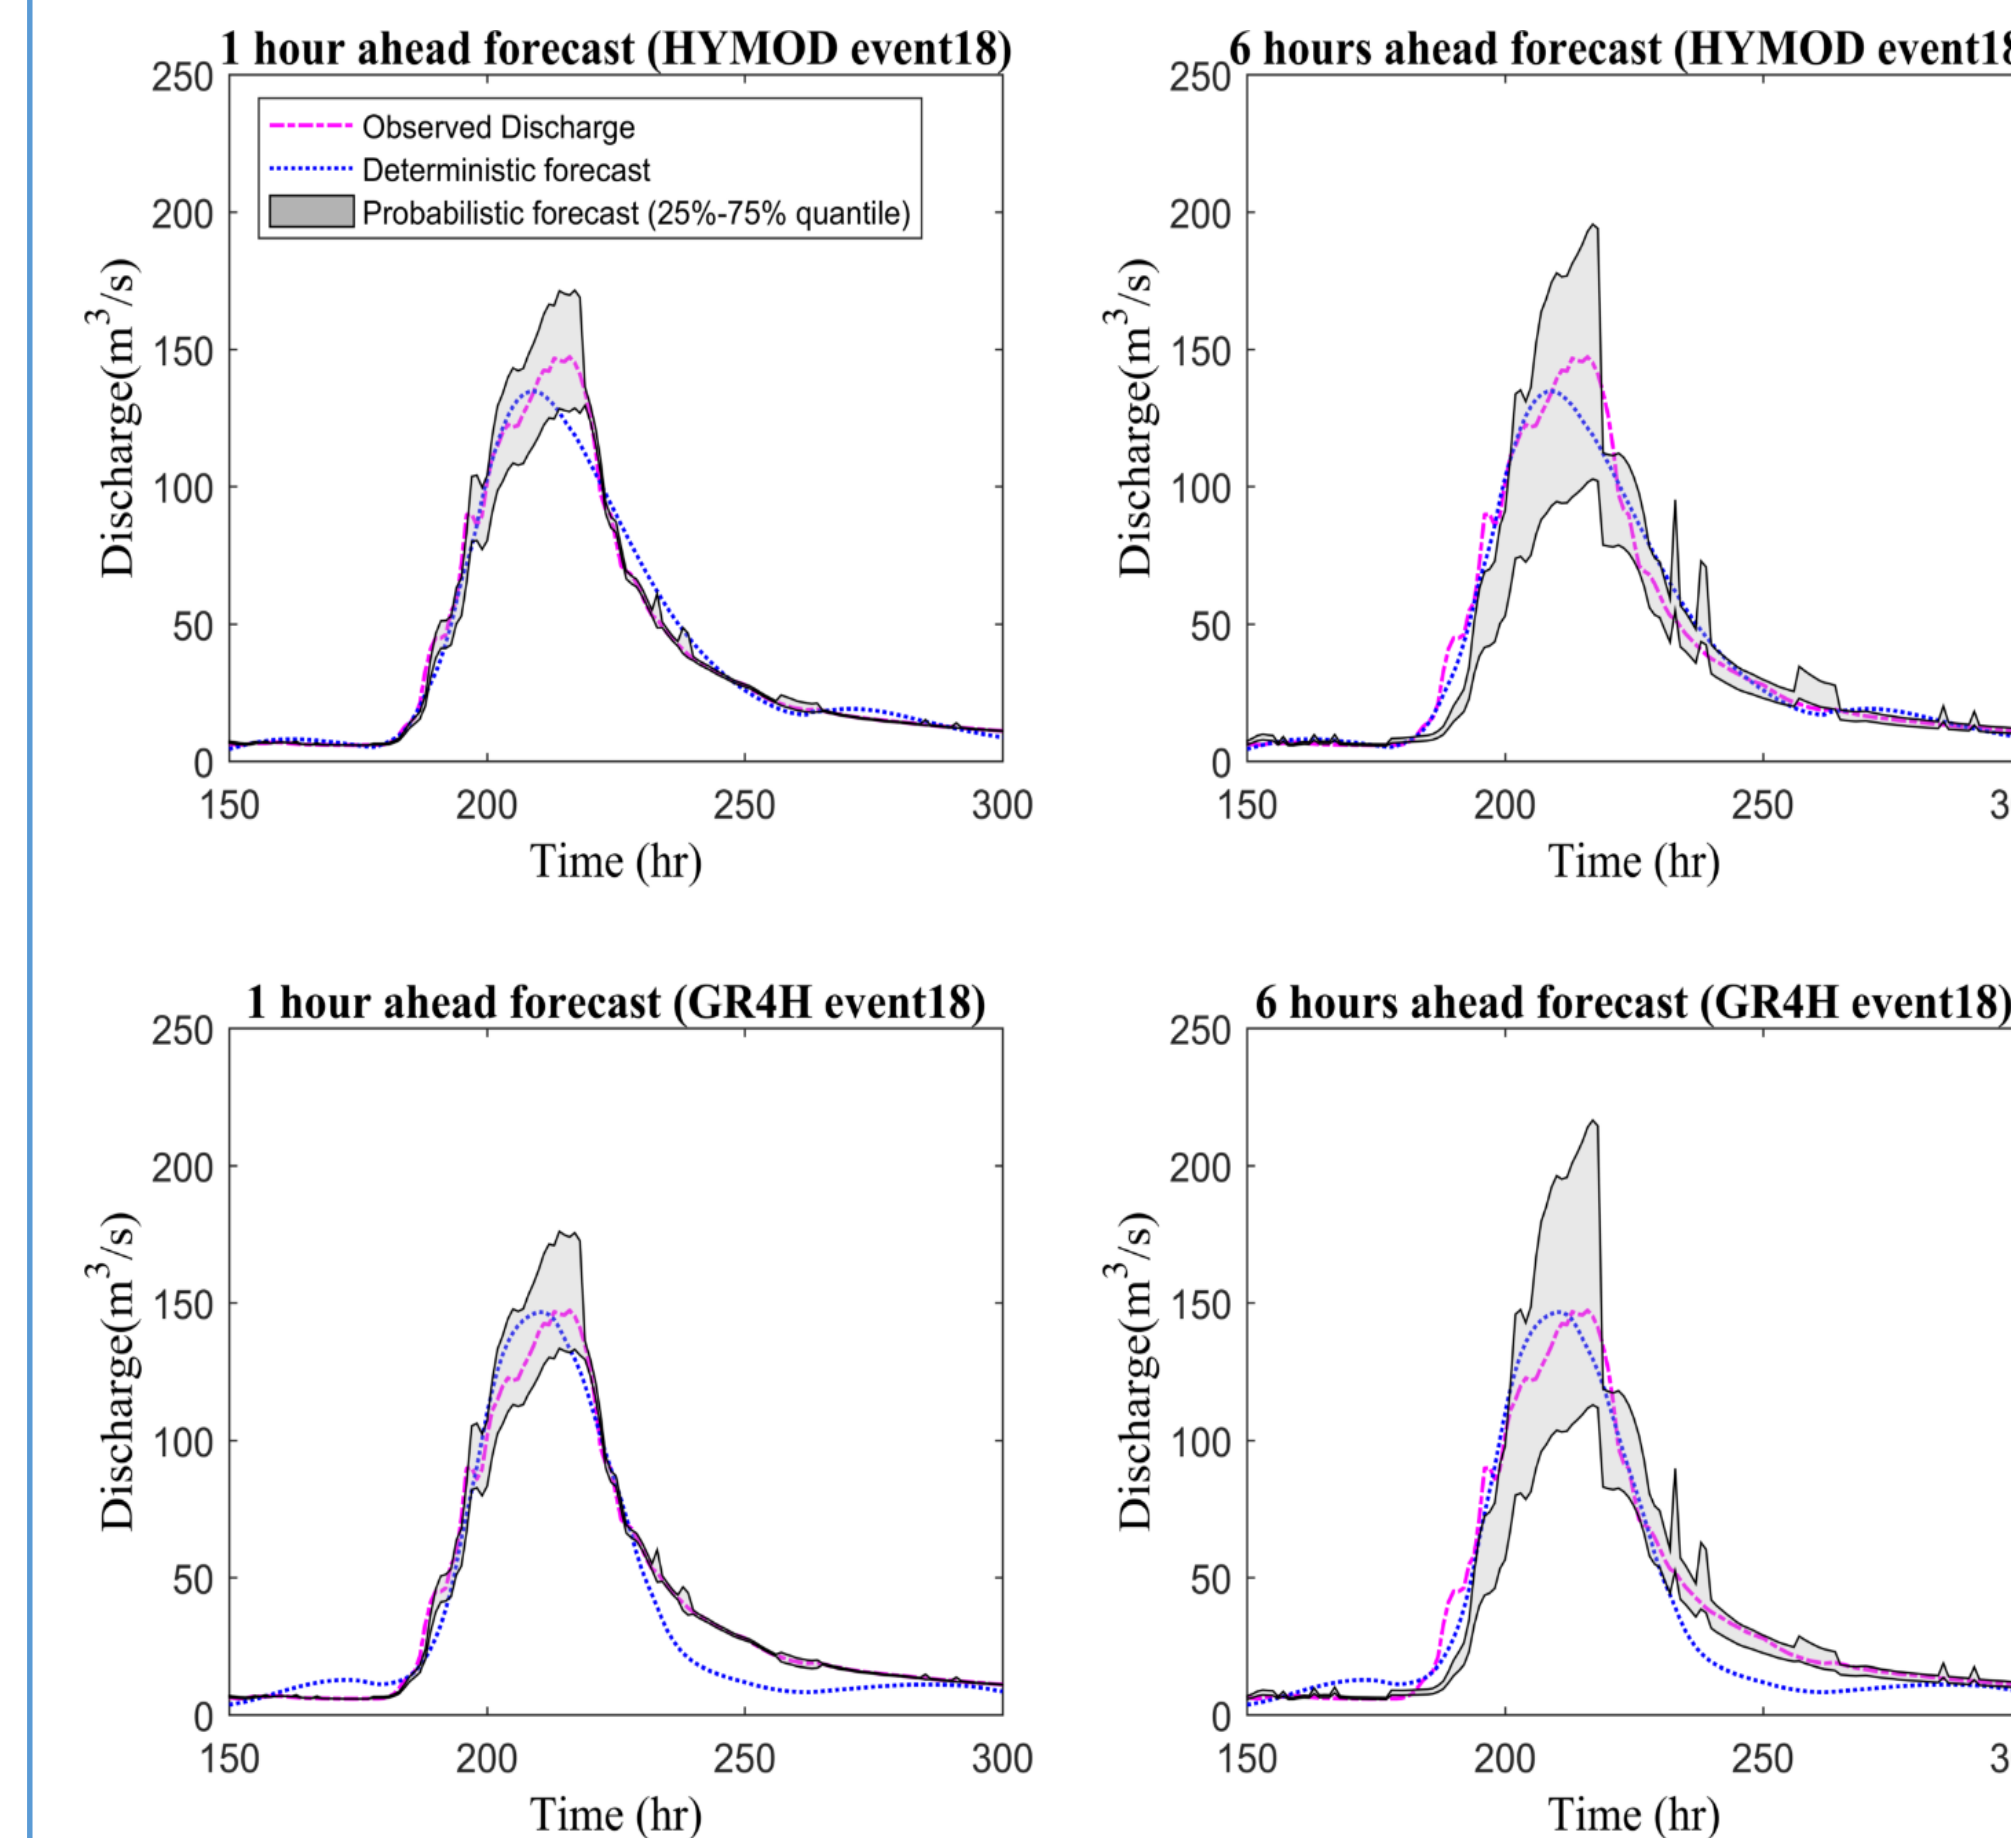 1 hour ahead forecast (HYMOD event18)
250
200
150
100
50
0
Discharge(m³/s)
Observed Discharge
Deterministic forecast
Probabilistic forecast (25%-75% quantile)
150 200 250 300
Time (hr)
6 hours ahead forecast (HYMOD event18
250
200
150
100
50
0
Discharge(m³/s)
150 200 250 3
Time (hr)
1 hour ahead forecast (GR4H event18)
250
200
150
100
50
0
Discharge(m³/s)
150 200 250 300
Time (hr)
6 hours ahead forecast (GR4H event18)
250
200
150
100
50
0
Discharge(m³/s)
150 200 250 3
Time (hr)